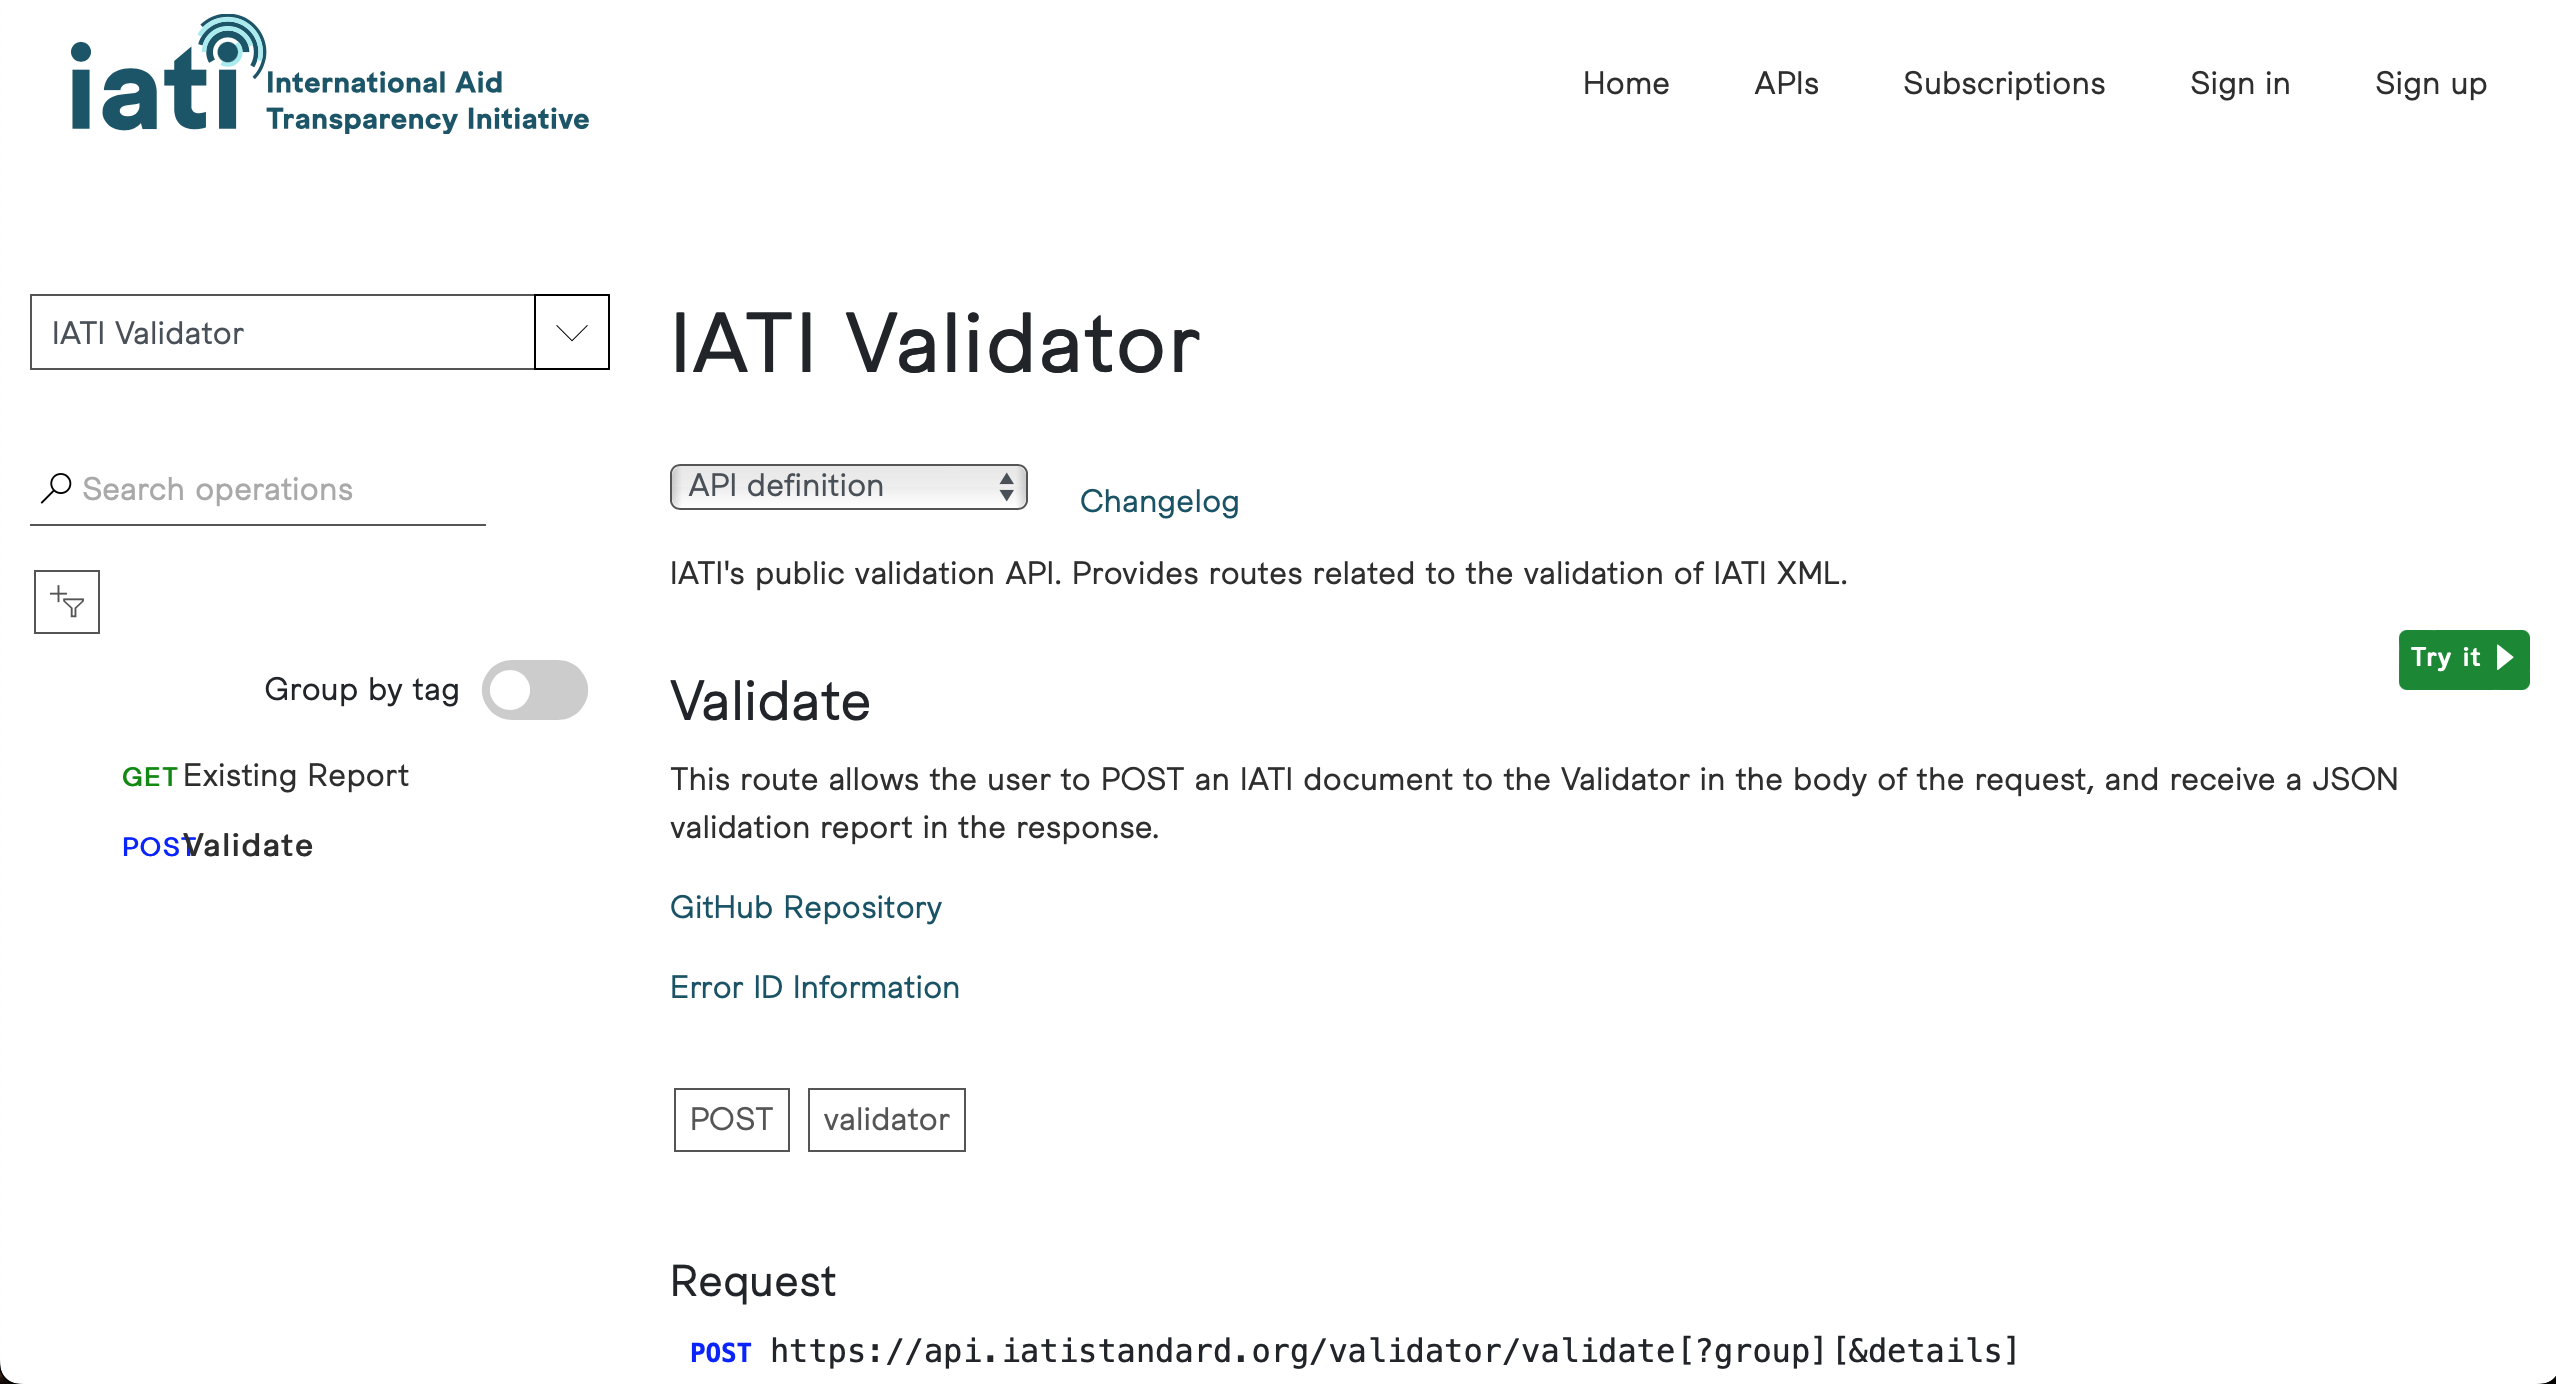 iati International Aid
Transparency Initiative
Home APIs Subscriptions Sign in Sign up
IATI Validator
Search operations
Group by tag
GET Existing Report
POST Validate
IATI Validator
API definition Changelog
IATI's public validation API. Provides routes related to the validation of IATI XML.
Try it
Validate
This route allows the user to POST an IATI document to the Validator in the body of the request, and receive a JSON
validation report in the response.
GitHub Repository
Error ID Information
POST validator
Request
POST https://api.iatistandard.org/validator/validate[?group][&details]